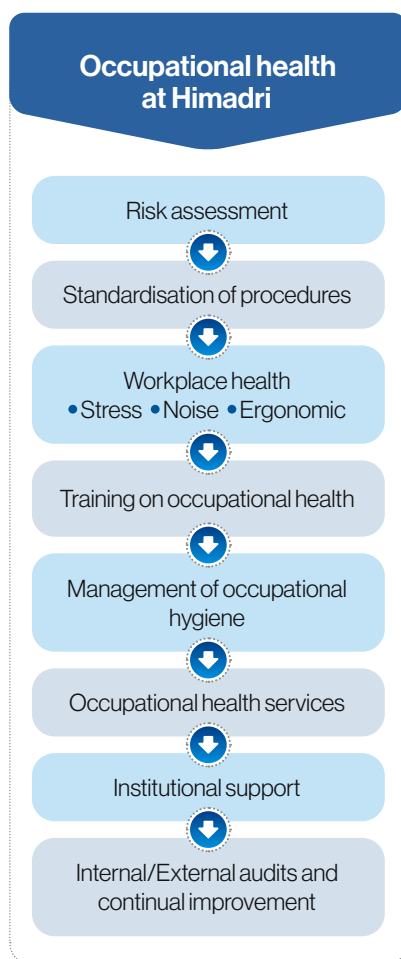 Occupational health
at Himadri
Risk assessment
Standardisation of procedures
Workplace health
• Stress • Noise • Ergonomic
Training on occupational health
Management of occupational
hygiene
Occupational health services
Institutional support
Internal/External audits and
continual improvement